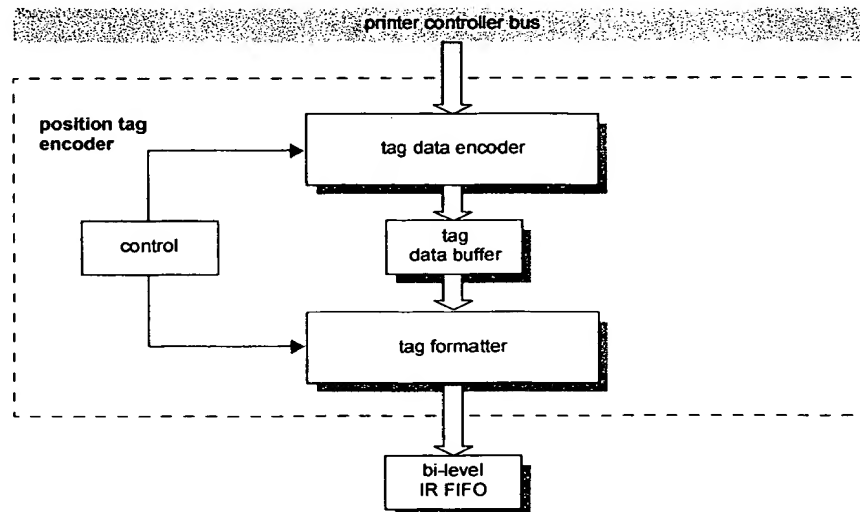 printer controller bus
position tag
encoder
tag data encoder
control
tag
data buffer
tag formatter
bi-level
IR FIFO